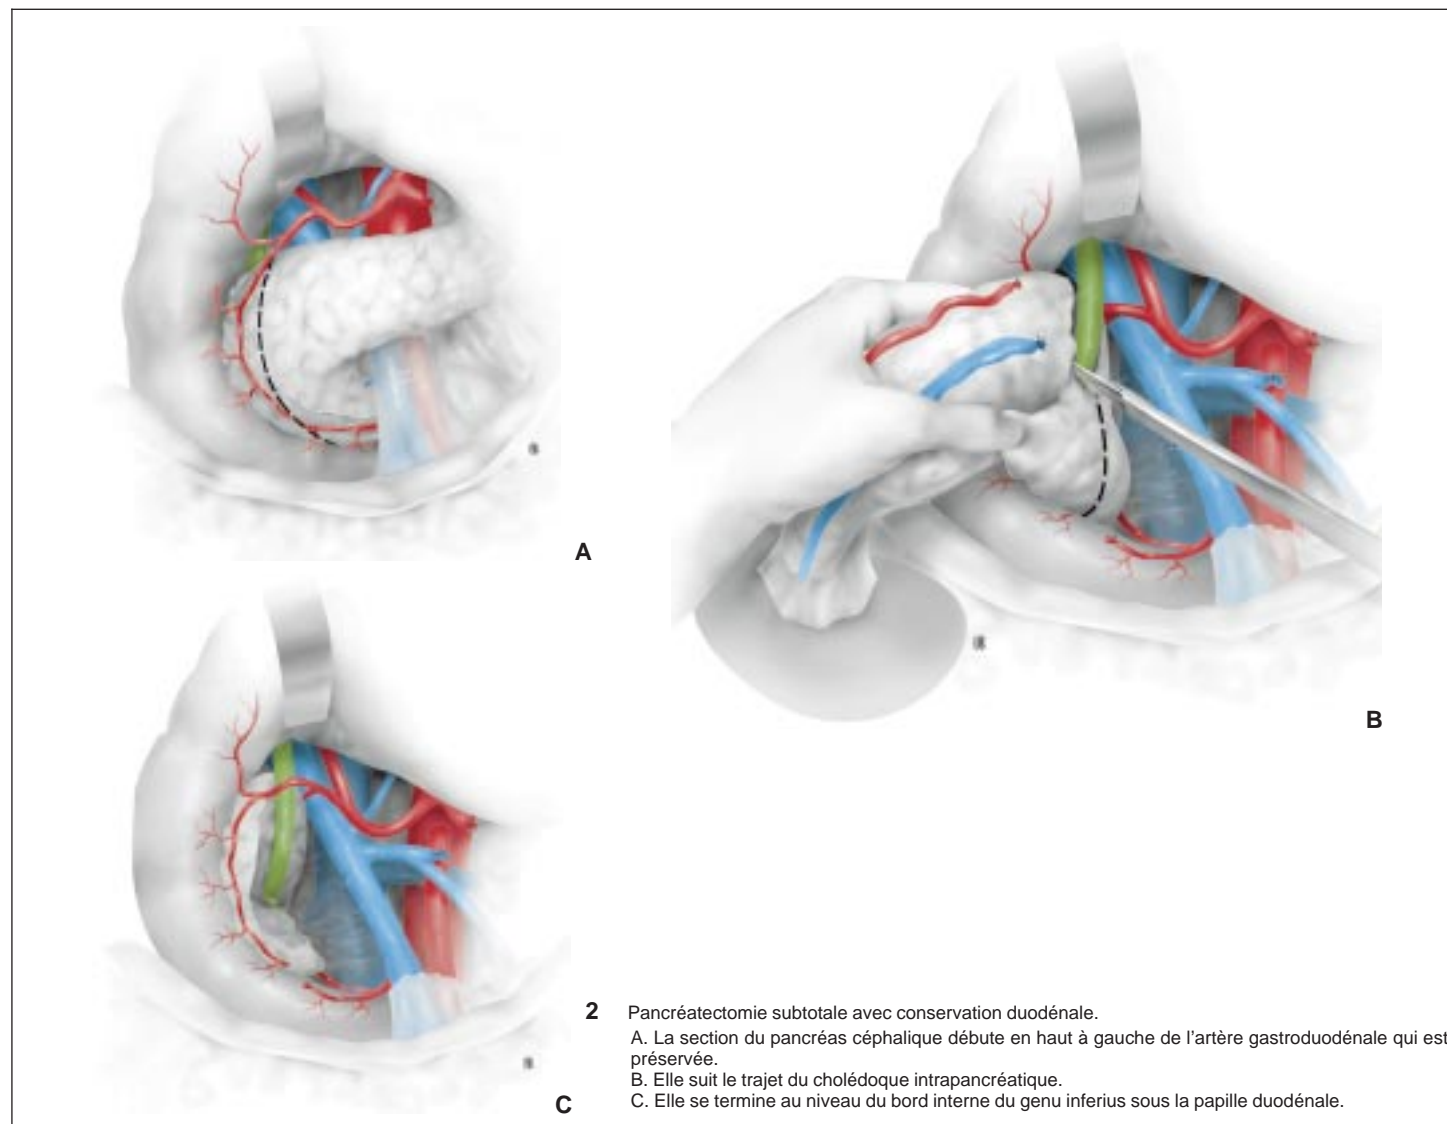 A
B
C
2 Pancréatectomie subtotale avec conservation duodénale.
A. La section du pancréas céphalique débute en haut à gauche de l’artère gastroduodénale qui est
préservée.
B. Elle suit le trajet du cholédoque intrapancréatique.
C. Elle se termine au niveau du bord interne du genu inferius sous la papille duodénale.